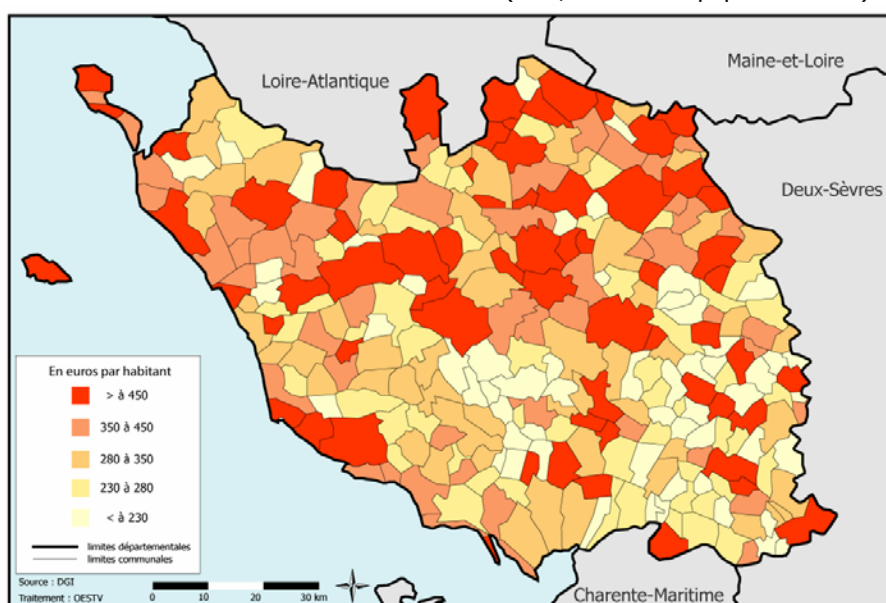 Loire-Atlantique
Maine-et-Loire
Deux-Sèvres
En euros par habitant
> à 450
350 à 450
280 à 350
230 à 280
< à 230
limites départementales
limites communales
Source : DGI
Traitement : OESTV
0 10 20 30 km
Charente-Maritime